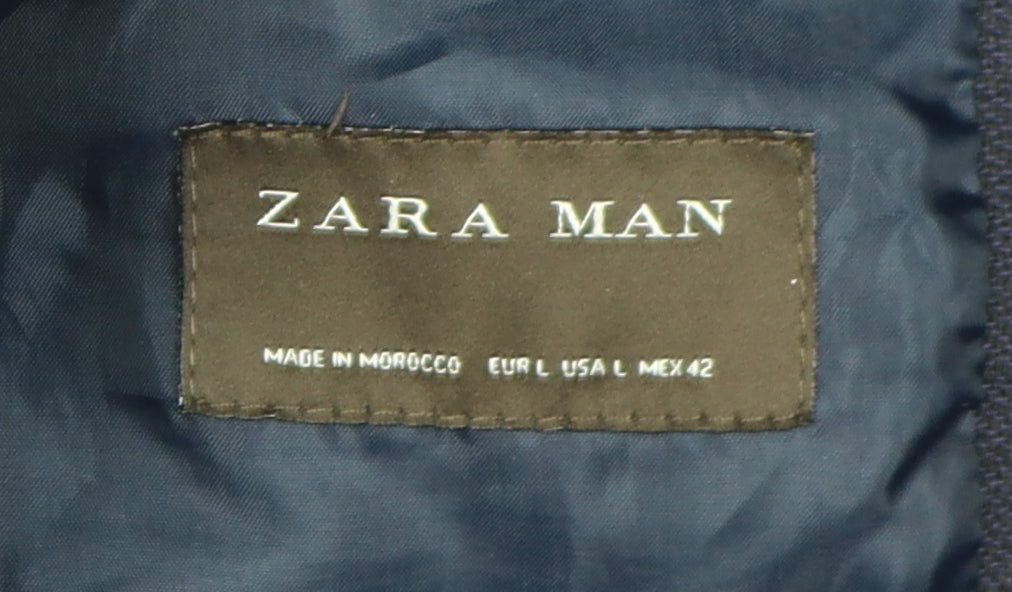 ZARA MAN
MADE IN MOROCCO EUR L USA L MEX 42